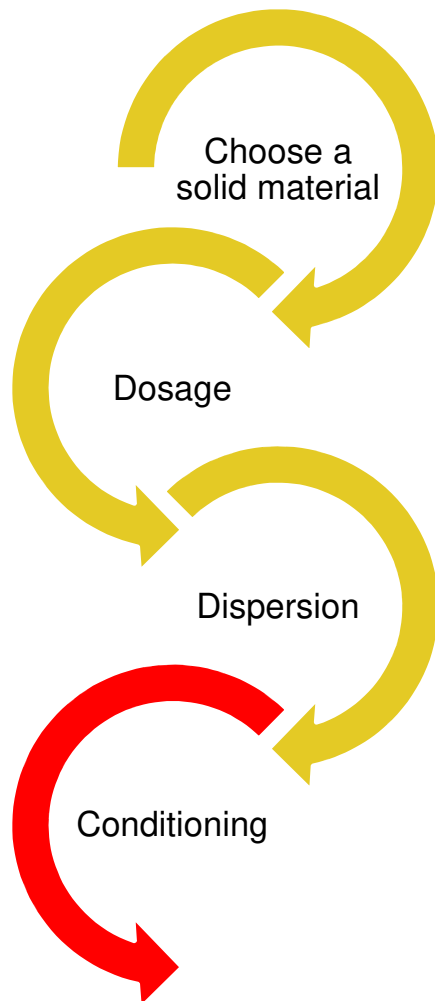 Choose a
solid material
Dosage
Dispersion
Conditioning